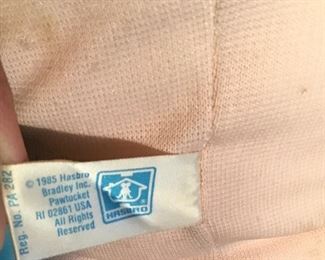 © 1985 Hasbro
Bradley Inc.
Pawtucket
RI 02861 USA
All Rights
Reserved
HASBRO
®
Reg. No. PA 282